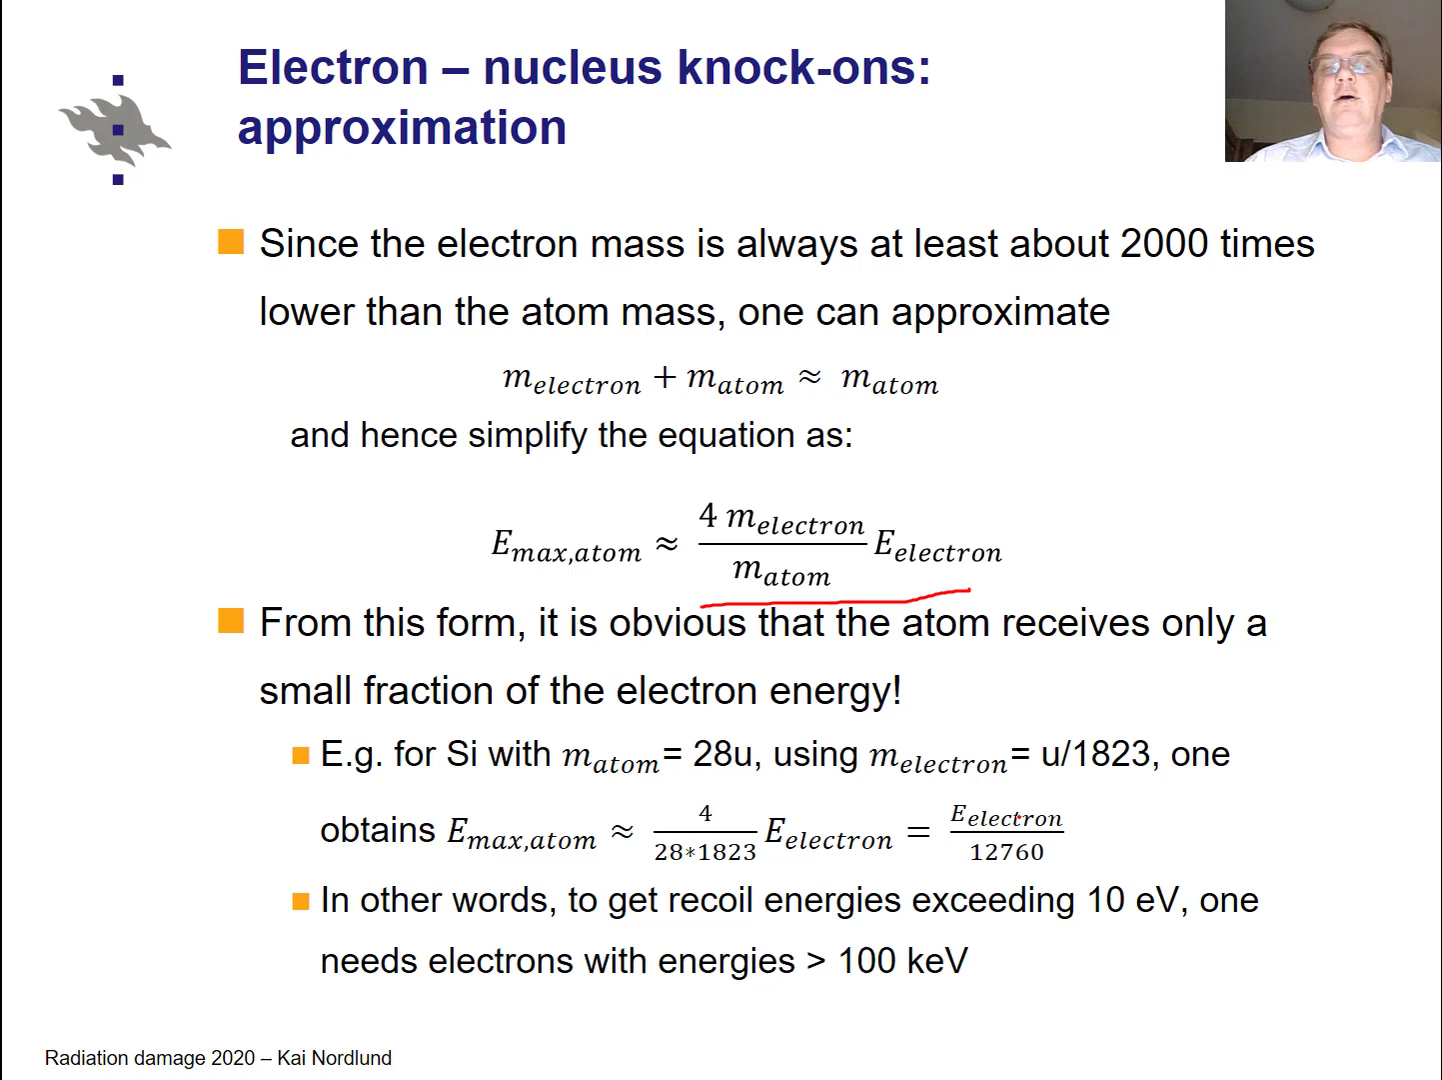 Electron – nucleus knock-ons:
approximation
Since the electron mass is always at least about 2000 times
lower than the atom mass, one can approximate
m_electron + m_atom ≈ m_atom
and hence simplify the equation as:
E_max,atom ≈ (4 m_electron / m_atom) E_electron
From this form, it is obvious that the atom receives only a
small fraction of the electron energy!
E.g. for Si with m_atom= 28u, using m_electron= u/1823, one
obtains E_max,atom ≈ 4/(28*1823) E_electron = E_electron/12760
In other words, to get recoil energies exceeding 10 eV, one
needs electrons with energies > 100 keV
Radiation damage 2020 – Kai Nordlund